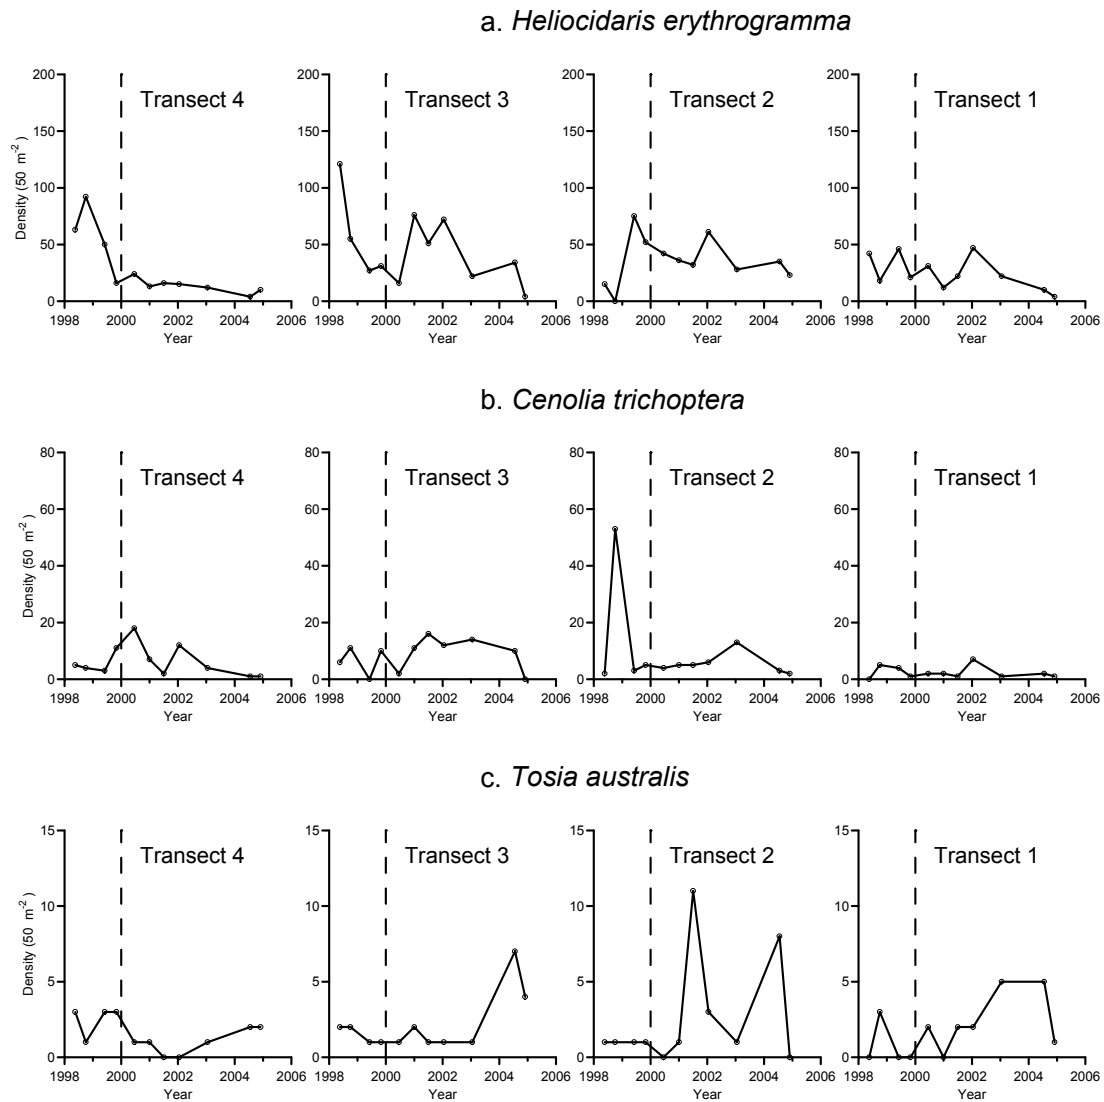 a. Heliocidaris erythrogramma
Transect 4 Transect 3 Transect 2 Transect 1
200 200 200 200
150 150 150 150
Density (50 m-2 )
100 100 100 100
50 50 50 50
0 0 0 0
1998 2000 2002 2004 2006 1998 2000 2002 2004 2006 1998 2000 2002 2004 2006 1998 2000 2002 2004 2006
Year Year Year Year
b. Cenolia trichoptera
80 80 80 80
Transect 4 Transect 3 Transect 2 Transect 1
60 60 60 60
Density (50 m-2 )
40 40 40 40
20 20 20 20
0 0 0 0
1998 2000 2002 2004 2006 1998 2000 2002 2004 2006 1998 2000 2002 2004 2006 1998 2000 2002 2004 2006
Year Year Year Year
c. Tosia australis
15 15 15 15
Transect 4 Transect 3 Transect 2 Transect 1
10 10 10 10
Density (50 m-2 )
5 5 5 5
0 0 0 0
1998 2000 2002 2004 2006 1998 2000 2002 2004 2006 1998 2000 2002 2004 2006 1998 2000 2002 2004 2006
Year Year Year Year